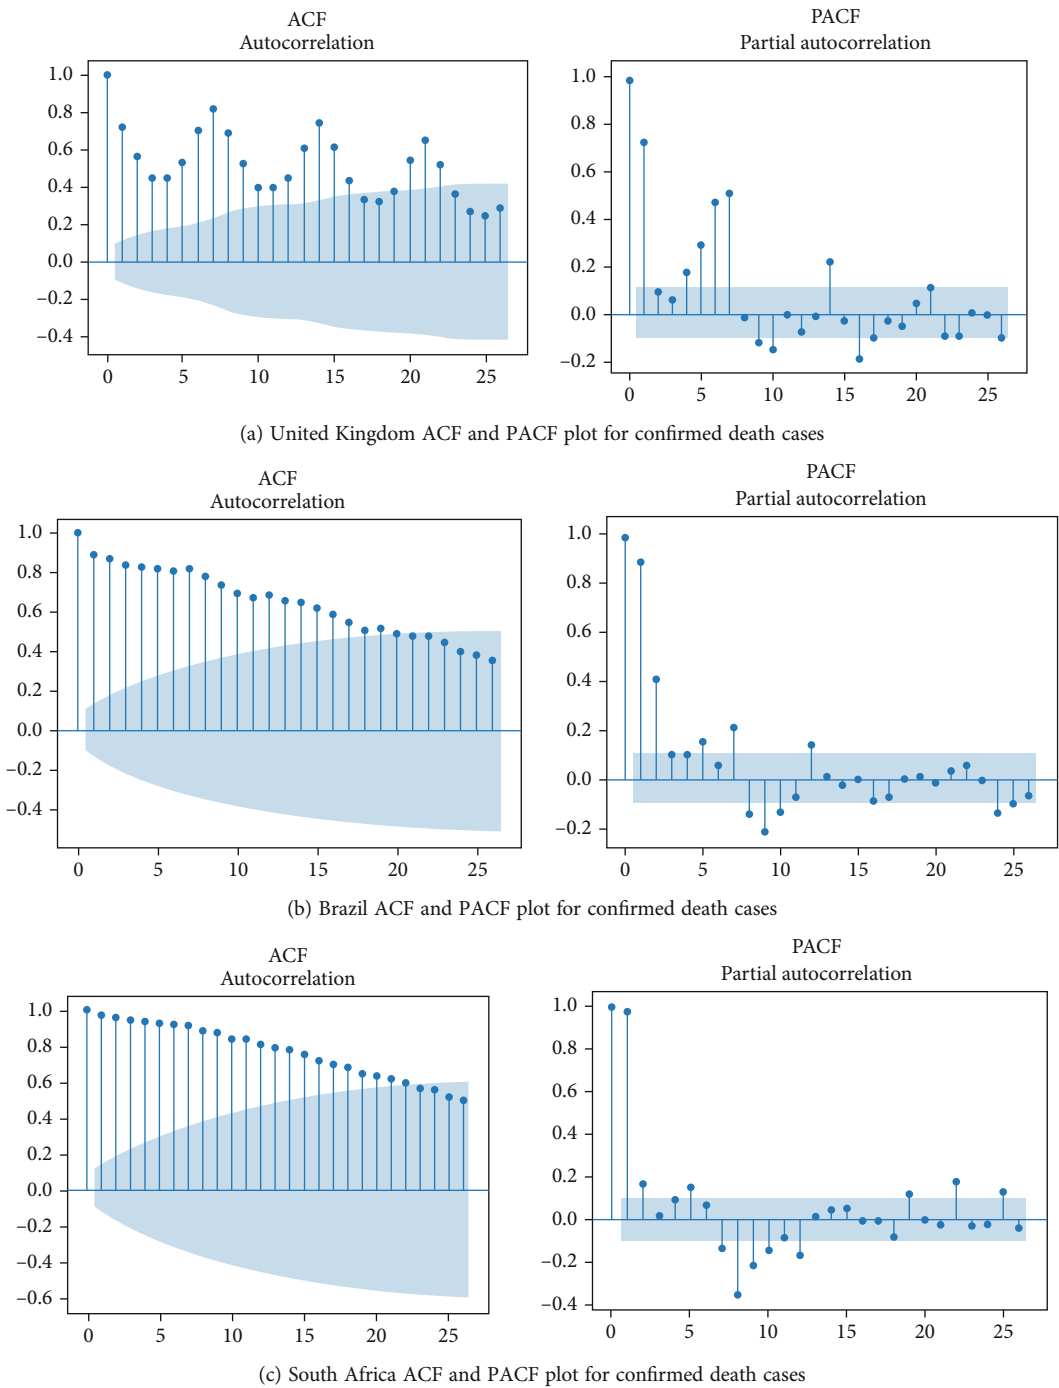 ACF
Autocorrelation
1.0
0.8
0.6
0.4
0.2
0.0
−0.2
−0.4
0 5 10 15 20 25
PACF
Partial autocorrelation
1.0
0.8
0.6
0.4
0.2
0.0
−0.2
0 5 10 15 20 25
(a) United Kingdom ACF and PACF plot for confirmed death cases
ACF
Autocorrelation
1.0
0.8
0.6
0.4
0.2
0.0
−0.2
−0.4
0 5 10 15 20 25
PACF
Partial autocorrelation
1.0
0.8
0.6
0.4
0.2
0.0
−0.2
0 5 10 15 20 25
(b) Brazil ACF and PACF plot for confirmed death cases
ACF
Autocorrelation
1.0
0.8
0.6
0.4
0.2
0.0
−0.2
−0.4
−0.6
0 5 10 15 20 25
PACF
Partial autocorrelation
1.0
0.8
0.6
0.4
0.2
0.0
−0.2
−0.4
0 5 10 15 20 25
(c) South Africa ACF and PACF plot for confirmed death cases